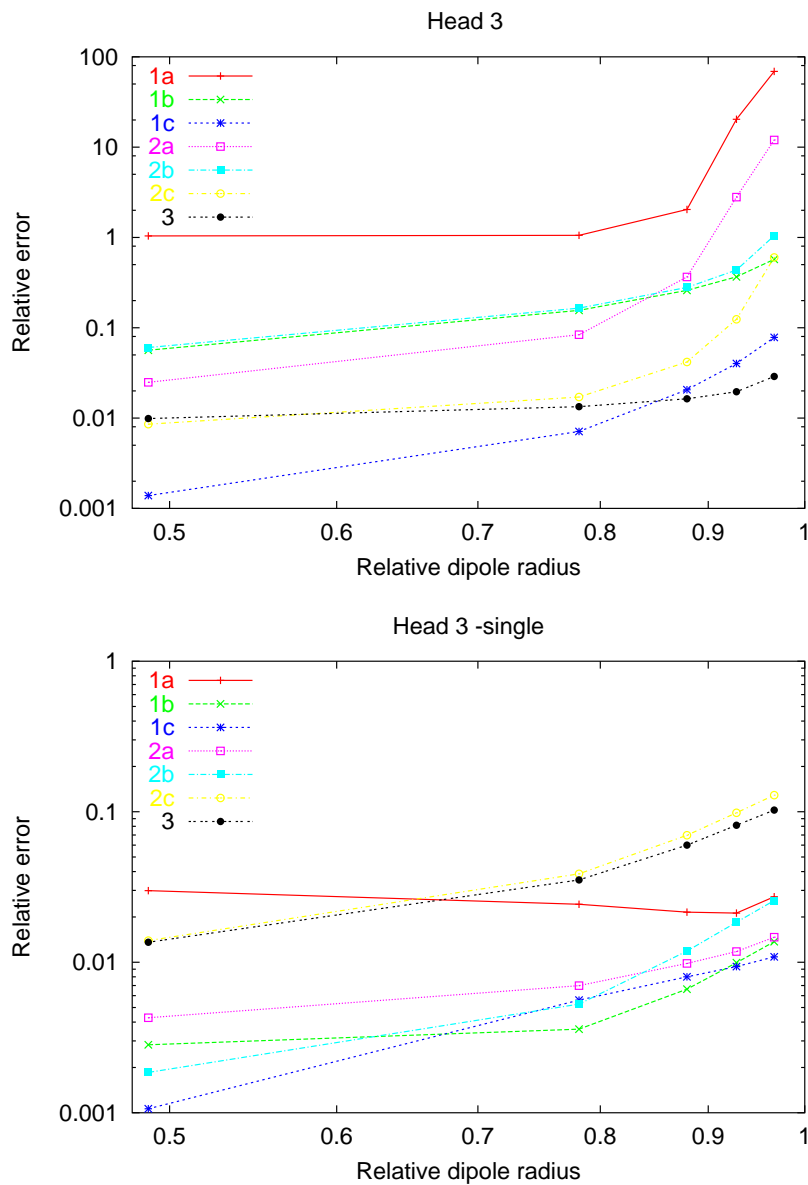 Head 3
Relative error
100
10
1
0.1
0.01
0.001
1a
1b
1c
2a
2b
2c
3
0.5 0.6 0.7 0.8 0.9 1
Relative dipole radius
Head 3 -single
Relative error
1
0.1
0.01
0.001
1a
1b
1c
2a
2b
2c
3
0.5 0.6 0.7 0.8 0.9 1
Relative dipole radius